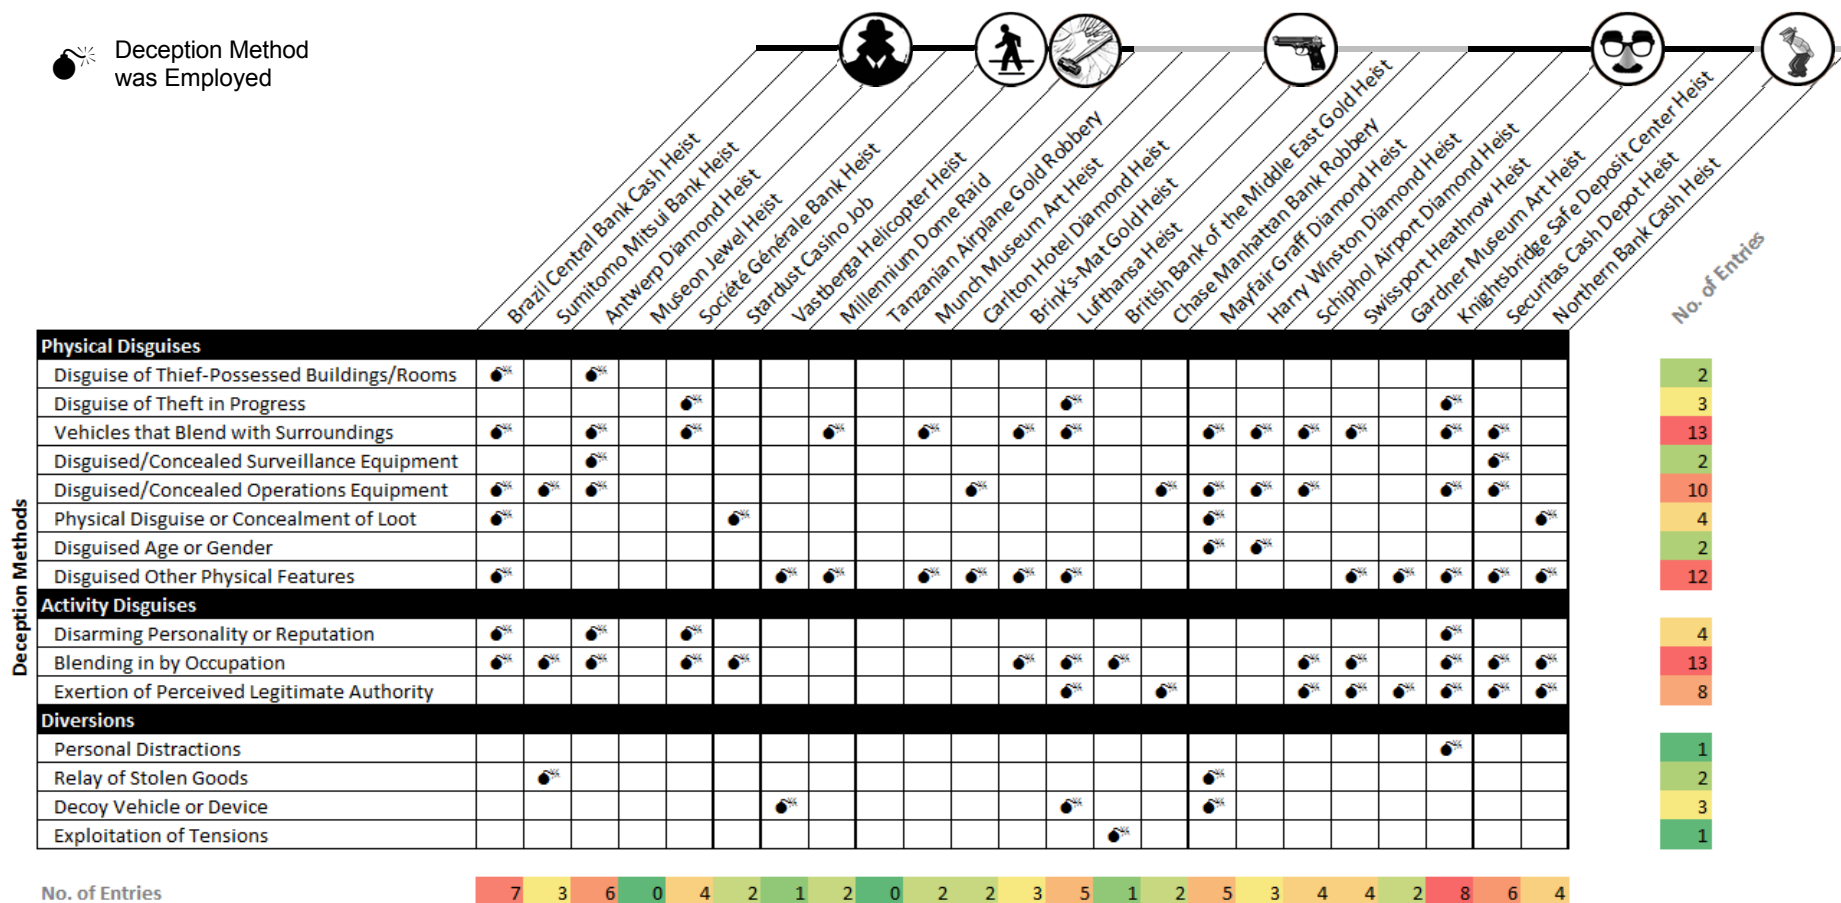 Deception Method
was Employed
Brazil Central Bank Cash Heist
Sumitomo Mitsui Bank Heist
Antwerp Diamond Heist
Museon Jewel Heist
Société Générale Bank Heist
Stardust Casino Job
Vastberga Helicopter Heist
Millennium Dome Raid
Tanzanian Airplane Gold Robbery
Munch Museum Art Heist
Carlton Hotel Diamond Heist
Brink's-Mat Gold Heist
Lufthansa Heist
British Bank of the Middle East Gold Heist
Chase Manhattan Bank Robbery
Mayfair Graff Diamond Heist
Harry Winston Diamond Heist
Schiphol Airport Diamond Heist
Swissport Heathrow Heist
Gardner Museum Art Heist
Knightsbridge Safe Deposit Center Heist
Securitas Cash Depot Heist
Northern Bank Cash Heist
No. of Entries
Deception Methods
Physical Disguises
Disguise of Thief-Possessed Buildings/Rooms 2
Disguise of Theft in Progress 3
Vehicles that Blend with Surroundings 13
Disguised/Concealed Surveillance Equipment 2
Disguised/Concealed Operations Equipment 10
Physical Disguise or Concealment of Loot 4
Disguised Age or Gender 2
Disguised Other Physical Features 12
Activity Disguises
Disarming Personality or Reputation 4
Blending in by Occupation 13
Exertion of Perceived Legitimate Authority 8
Diversions
Personal Distractions 1
Relay of Stolen Goods 2
Decoy Vehicle or Device 3
Exploitation of Tensions 1
No. of Entries 7 3 6 0 4 2 1 2 0 2 2 3 5 1 2 5 3 4 4 2 8 6 4